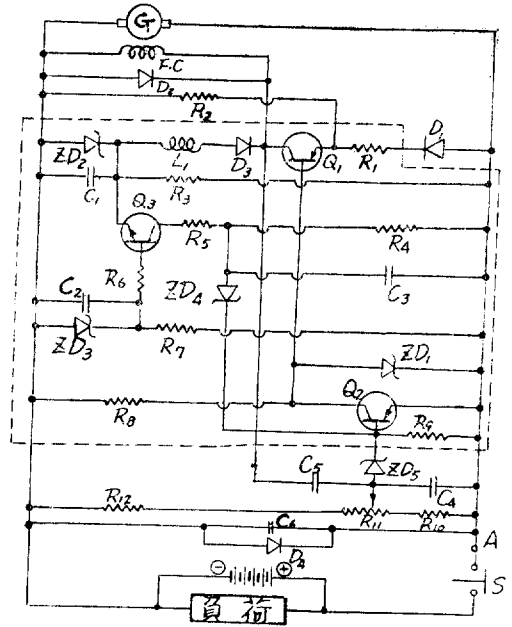 G
F.C
D2
R2
ZD2
L1
D3
Q1
R1
D1
C1
R3
Q3
R5
R4
R6
C2
ZD4
C3
ZD3
R7
ZD1
Q2
R8
R9
C5
ZD5
C4
R12
R11
R10
C6
A
D4
S
⊖ ⊕
負荷